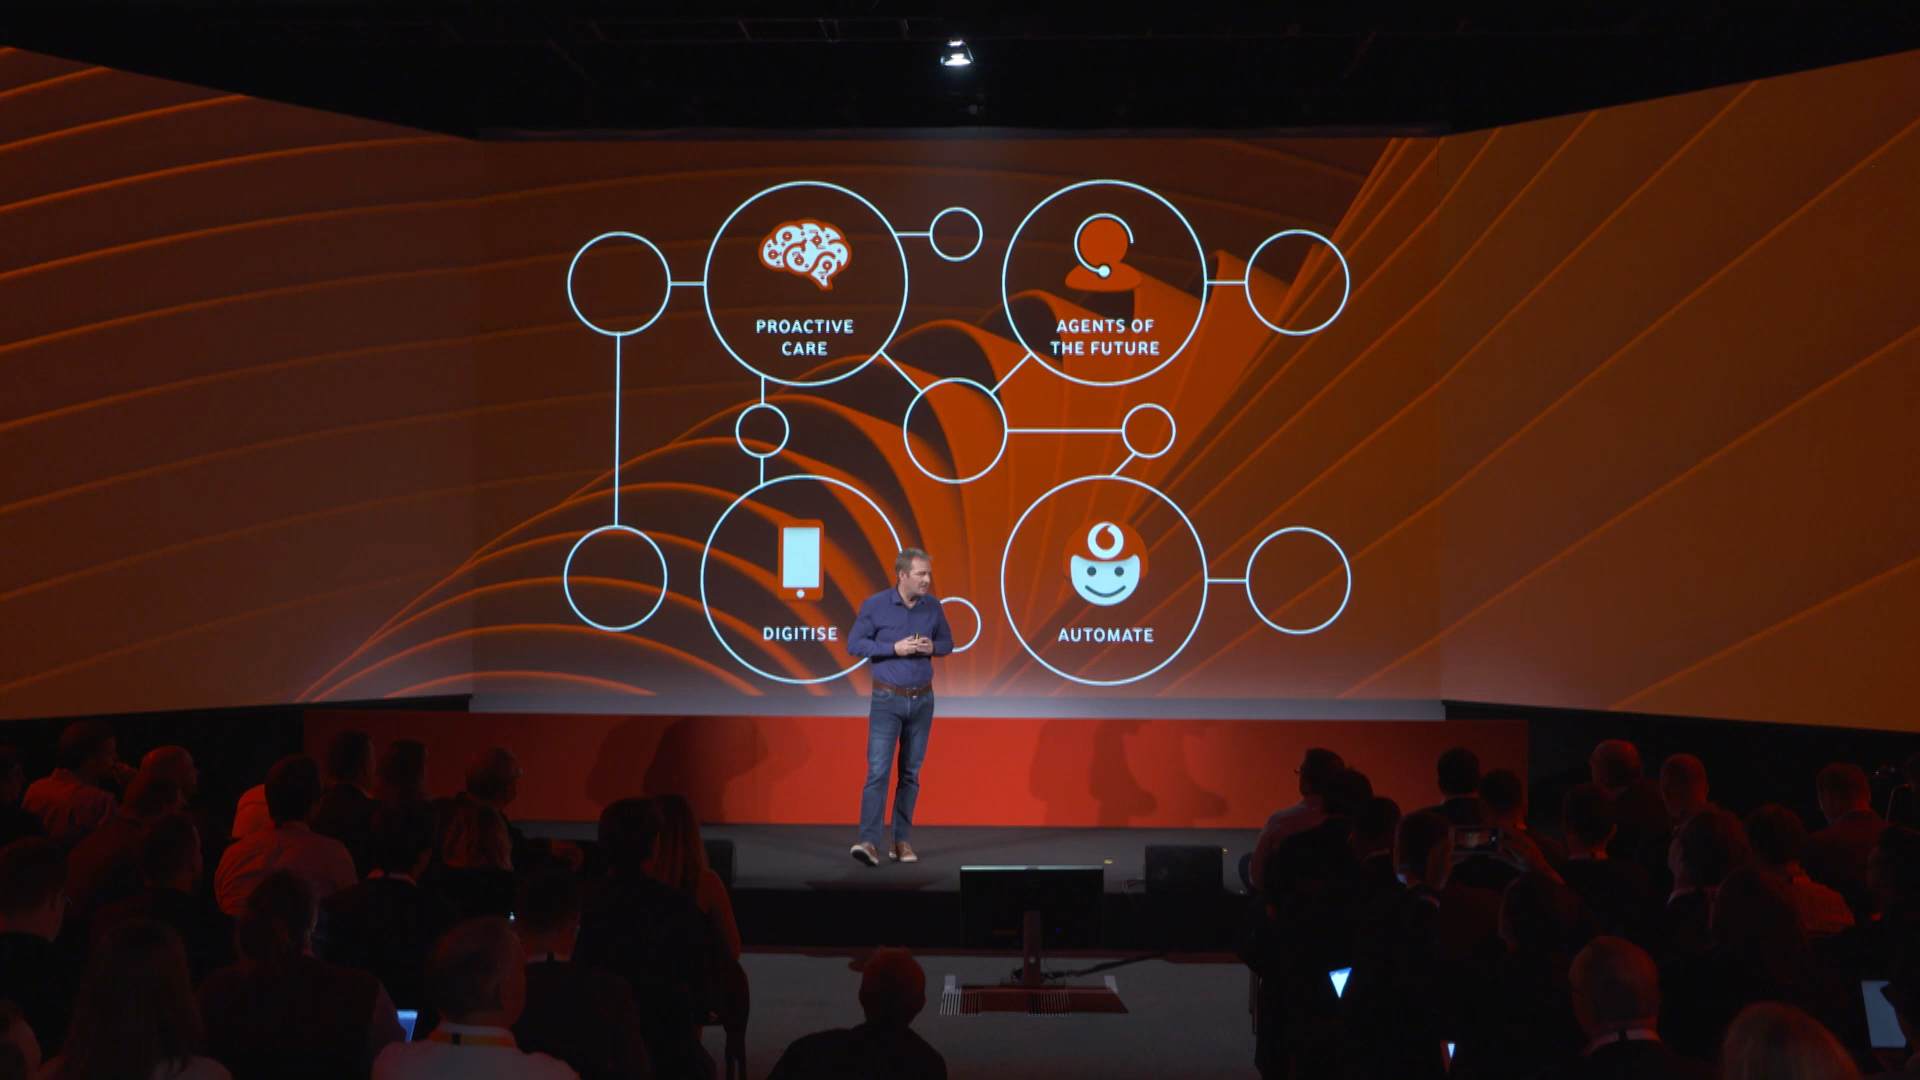 PROACTIVE
CARE
AGENTS OF
THE FUTURE
DIGITISE
AUTOMATE